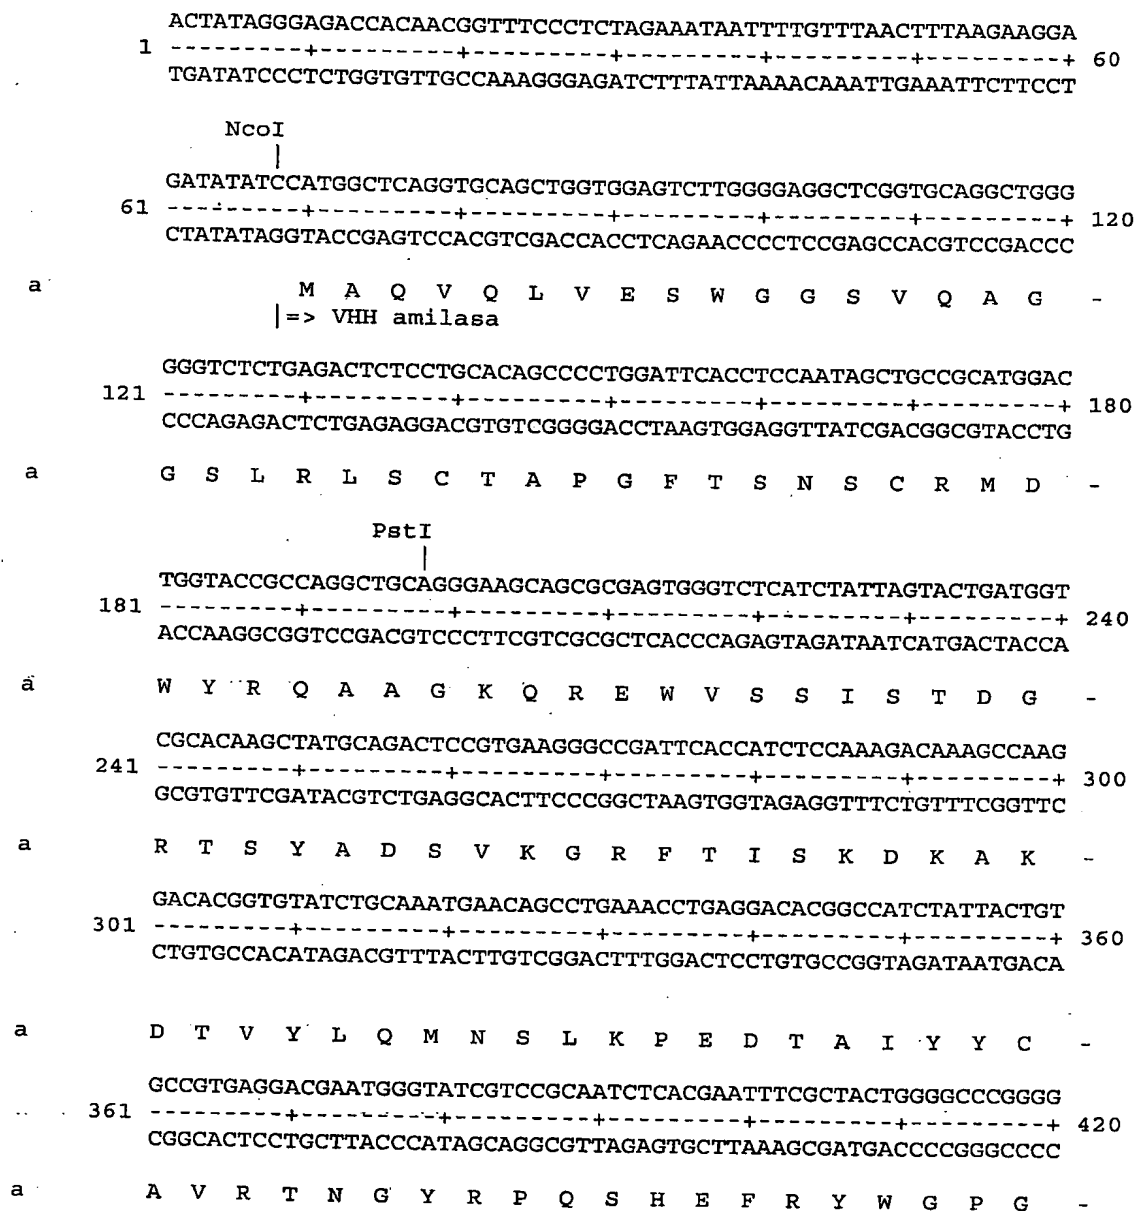 ACTATAGGGAGACCACAACGGTTTCCCTCTAGAAATAATTTTGTTTAACTTTAAGAAGGA
1 ---------+---------+---------+---------+---------+---------+ 60
TGATATCCCTCTGGTGTTGCCAAAGGGAGATCTTTATTAAAACAAATTGAAATTCTTCCT
NcoI
|
GATATATCCATGGCTCAGGTGCAGCTGGTGGAGTCTTGGGGAGGCTCGGTGCAGGCTGGG
61 ---------+---------+---------+---------+---------+---------+ 120
CTATATAGGTACCGAGTCCACGTCGACCACCTCAGAACCCCTCCGAGCCACGTCCGACCC
a M A Q V Q L V E S W G G S V Q A G -
|=> VHH amilasa
GGGTCTCTGAGACTCTCCTGCACAGCCCCTGGATTCACCTCCAATAGCTGCCGCATGGAC
121 ---------+---------+---------+---------+---------+---------+ 180
CCCAGAGACTCTGAGAGGACGTGTCGGGGACCTAAGTGGAGGTTATCGACGGCGTACCTG
a G S L R L S C T A P G F T S N S C R M D -
PstI
|
TGGTACCGCCAGGCTGCAGGGAAGCAGCGCGAGTGGGTCTCATCTATTAGTACTGATGGT
181 ---------+---------+---------+---------+---------+---------+ 240
ACCAAGGCGGTCCGACGTCCCTTCGTCGCGCTCACCCAGAGTAGATAATCATGACTACCA
a W Y R Q A A G K Q R E W V S S I S T D G -
CGCACAAGCTATGCAGACTCCGTGAAGGGCCGATTCACCATCTCCAAAGACAAAGCCAAG
241 ---------+---------+---------+---------+---------+---------+ 300
GCGTGTTCGATACGTCTGAGGCACTTCCCGGCTAAGTGGTAGAGGTTTCTGTTTCGGTTC
a R T S Y A D S V K G R F T I S K D K A K -
GACACGGTGTATCTGCAAATGAACAGCCTGAAACCTGAGGACACGGCCATCTATTACTGT
301 ---------+---------+---------+---------+---------+---------+ 360
CTGTGCCACATAGACGTTTACTTGTCGGACTTTGGACTCCTGTGCCGGTAGATAATGACA
a D T V Y L Q M N S L K P E D T A I Y Y C -
GCCGTGAGGACGAATGGGTATCGTCCGCAATCTCACGAATTTCGCTACTGGGGCCCGGGG
361 ---------+---------+---------+---------+---------+---------+ 420
CGGCACTCCTGCTTACCCATAGCAGGCGTTAGAGTGCTTAAAGCGATGACCCCGGGCCCC
a A V R T N G Y R P Q S H E F R Y W G P G -